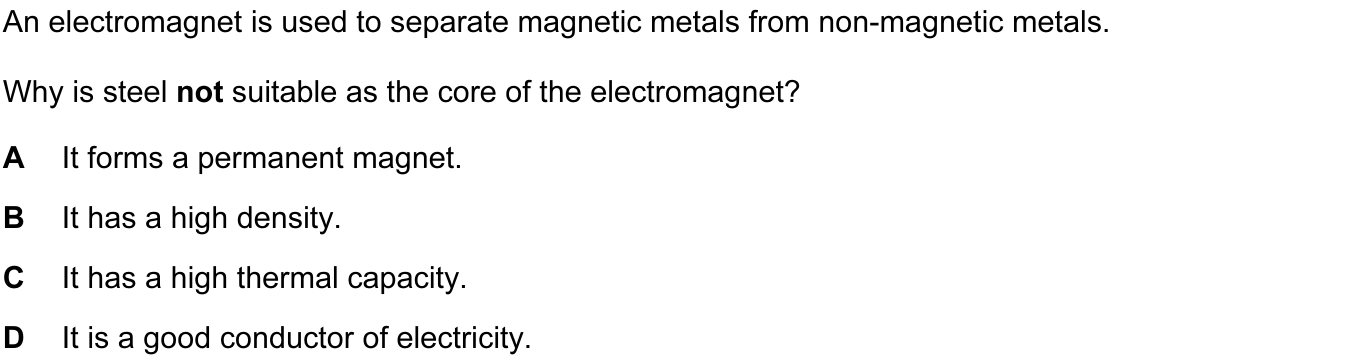 An electromagnet is used to separate magnetic metals from non-magnetic metals.
Why is steel not suitable as the core of the electromagnet?
A It forms a permanent magnet.
B It has a high density.
C It has a high thermal capacity.
D It is a good conductor of electricity.